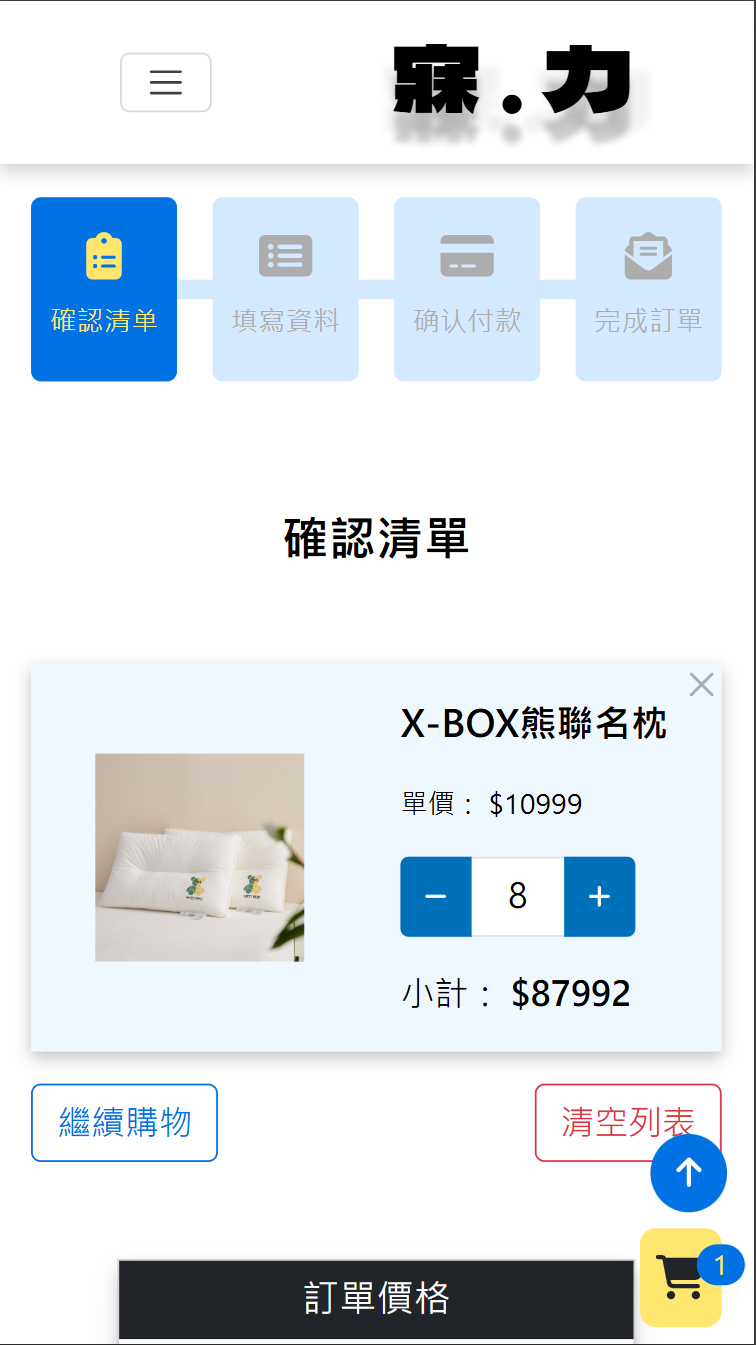 寐.力
確認清单
填寫資料
确认付款
完成訂單
確認清單
X-BOX熊聯名枕
單價： $10999
8
小計： $87992
繼續購物
清空列表
1
訂單價格